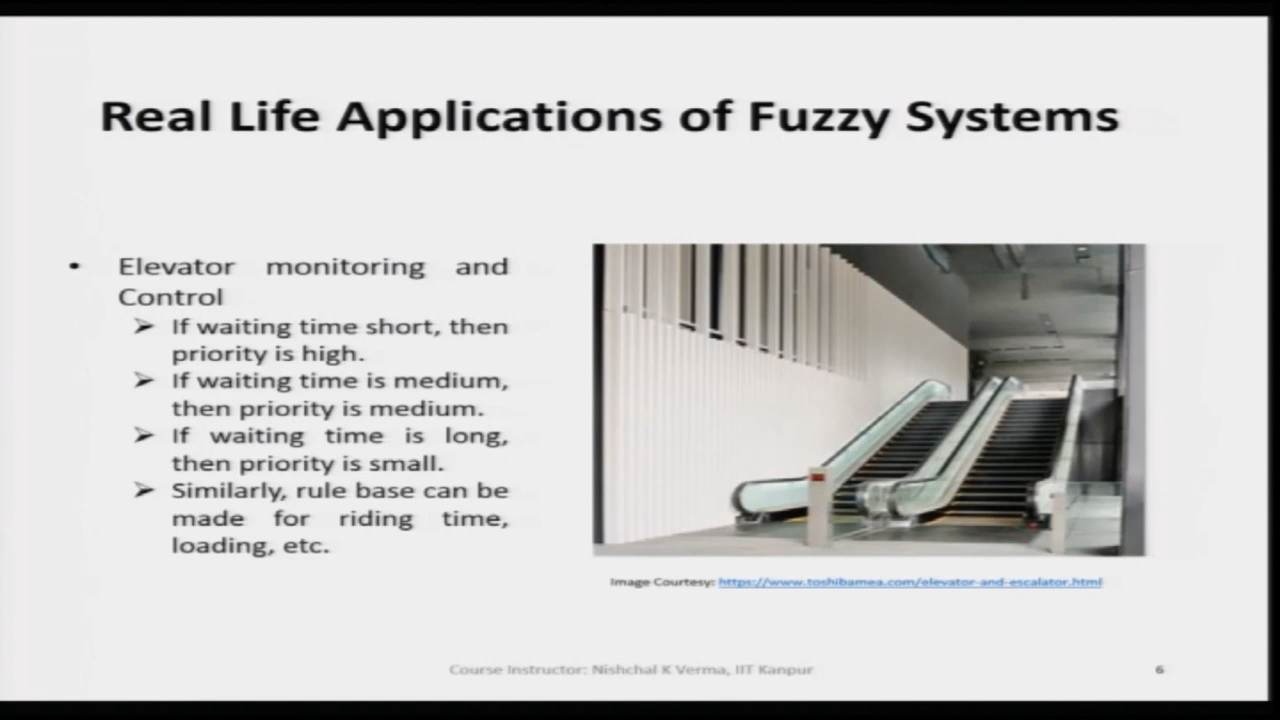 Real Life Applications of Fuzzy Systems
• Elevator monitoring and
Control
➢ If waiting time short, then
priority is high.
➢ If waiting time is medium,
then priority is medium.
➢ If waiting time is long,
then priority is small.
➢ Similarly, rule base can be
made for riding time,
loading, etc.
Image Courtesy: https://www.toshibamea.com/elevator-and-escalator.html
Course Instructor: Nishchal K Verma, IIT Kanpur
6